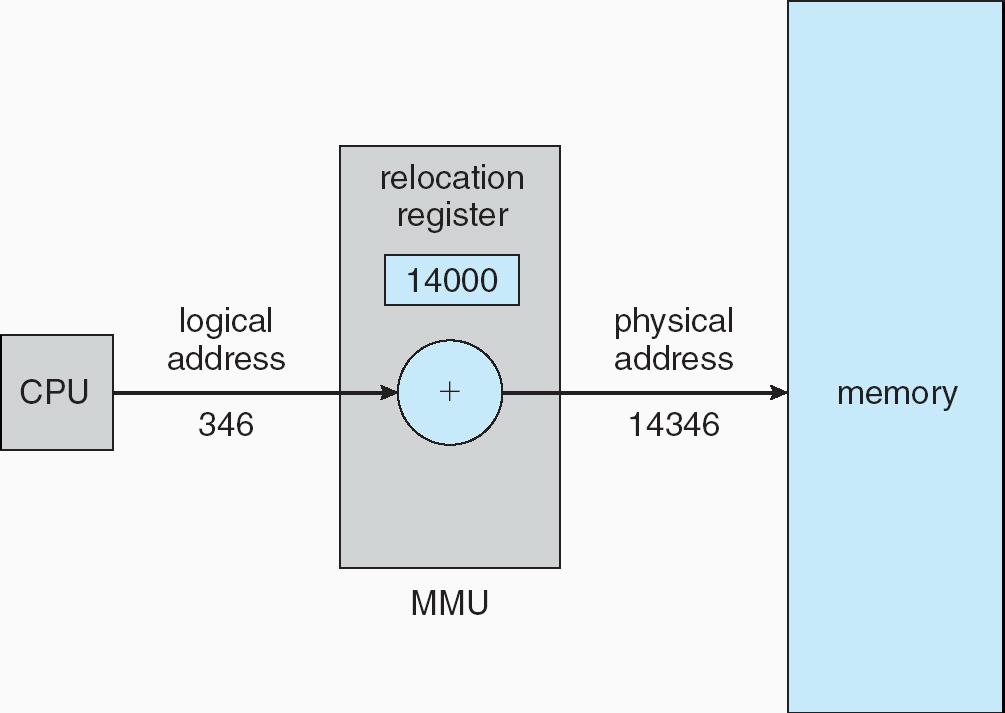 relocation
register
14000
logical
address
346
CPU
+
physical
address
14346
memory
MMU